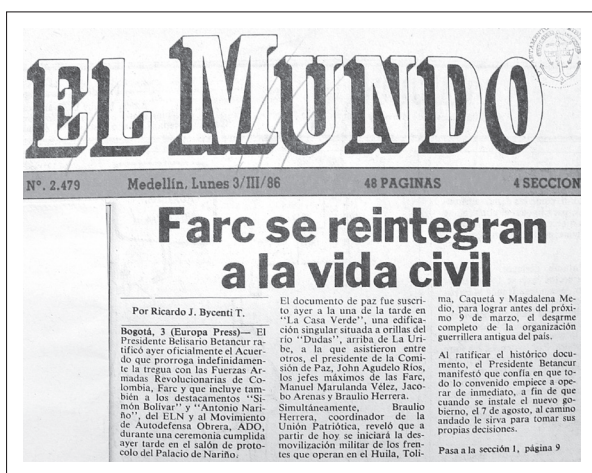 EL MUNDO
Nº. 2.479 Medellín, Lunes 3/III/86 48 PAGINAS 4 SECCION
Farc se reintegran
a la vida civil
Por Ricardo J. Bycenti T.
Bogotá, 3 (Europa Press)— El
Presidente Belisario Betancur ra-
tificó ayer oficialmente el Acuer-
do que prorroga indefinidamen-
te la tregua con las Fuerzas Ar-
madas Revolucionarias de Co-
lombia, Farc y que incluye tam-
bién a los destacamentos "Si-
món Bolívar" y "Antonio Nari-
ño", del ELN y al Movimiento
de Autodefensa Obrera, ADO,
durante una ceremonia cumplida
ayer tarde en el salón de proto-
colo del Palacio de Nariño.
El documento de paz fue suscri-
to ayer a la una de la tarde en
"La Casa Verde", una edifica-
ción singular situada a orillas del
río "Dudas", arriba de La Uri-
be, a la que asistieron entre
otros, el presidente de la Comi-
sión de Paz, John Agudelo Ríos,
los jefes máximos de las Farc,
Manuel Marulanda Vélez, Jaco-
bo Arenas y Braulio Herrera.
Simultáneamente, Braulio
Herrera, coordinador de la
Unión Patriótica, reveló que a
partir de hoy se iniciará la des-
movilización militar de los fren-
tes que operan en el Huila, Toli-
ma, Caquetá y Magdalena Me-
dio, para lograr antes del próxi-
mo 9 de marzo, el desarme
completo de la organización
guerrillera antigua del país.
Al ratificar el histórico docu-
mento, el Presidente Betancur
manifestó que confía en que to-
do lo convenido empiece a ope-
rar de inmediato, a fin de que
cuando se instale el nuevo go-
bierno, el 7 de agosto, al camino
andado le sirva para tomar sus
propias decisiones.
Pasa a la sección 1, página 9